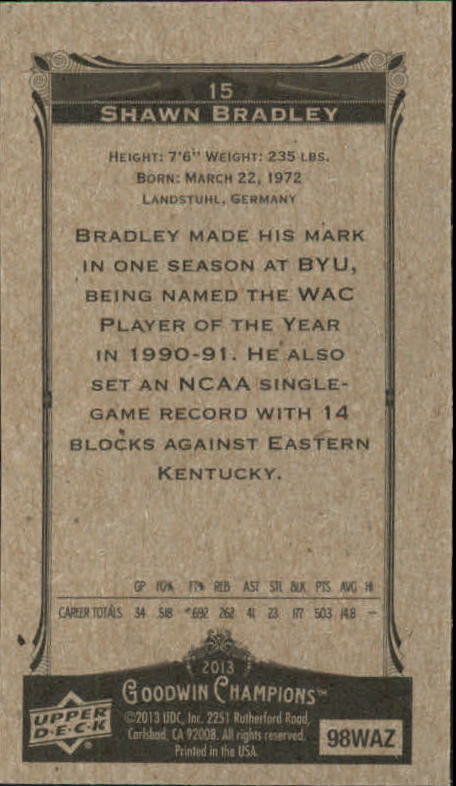 15
SHAWN BRADLEY
HEIGHT: 7'6" WEIGHT: 235 LBS.
BORN: MARCH 22, 1972
LANDSTUHL, GERMANY
BRADLEY MADE HIS MARK
IN ONE SEASON AT BYU,
BEING NAMED THE WAC
PLAYER OF THE YEAR
IN 1990-91. HE ALSO
SET AN NCAA SINGLE-
GAME RECORD WITH 14
BLOCKS AGAINST EASTERN
KENTUCKY.
GP FG% FT% REB AST STL BLK PTS AVG HI
CAREER TOTALS 34 .518 .692 262 41 23 177 503 14.8 —
2013
GOODWIN CHAMPIONS™
©2013 UDC, Inc. 2251 Rutherford Road,
Carlsbad, CA 92008. All rights reserved.
Printed in the USA.
UPPER
D·E·C·K
98WAZ